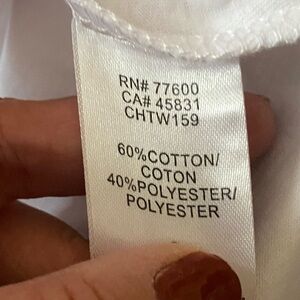 RN# 77600
CA# 45831
CHTW159
60%COTTON/
COTON
40%POLYESTER/
POLYESTER